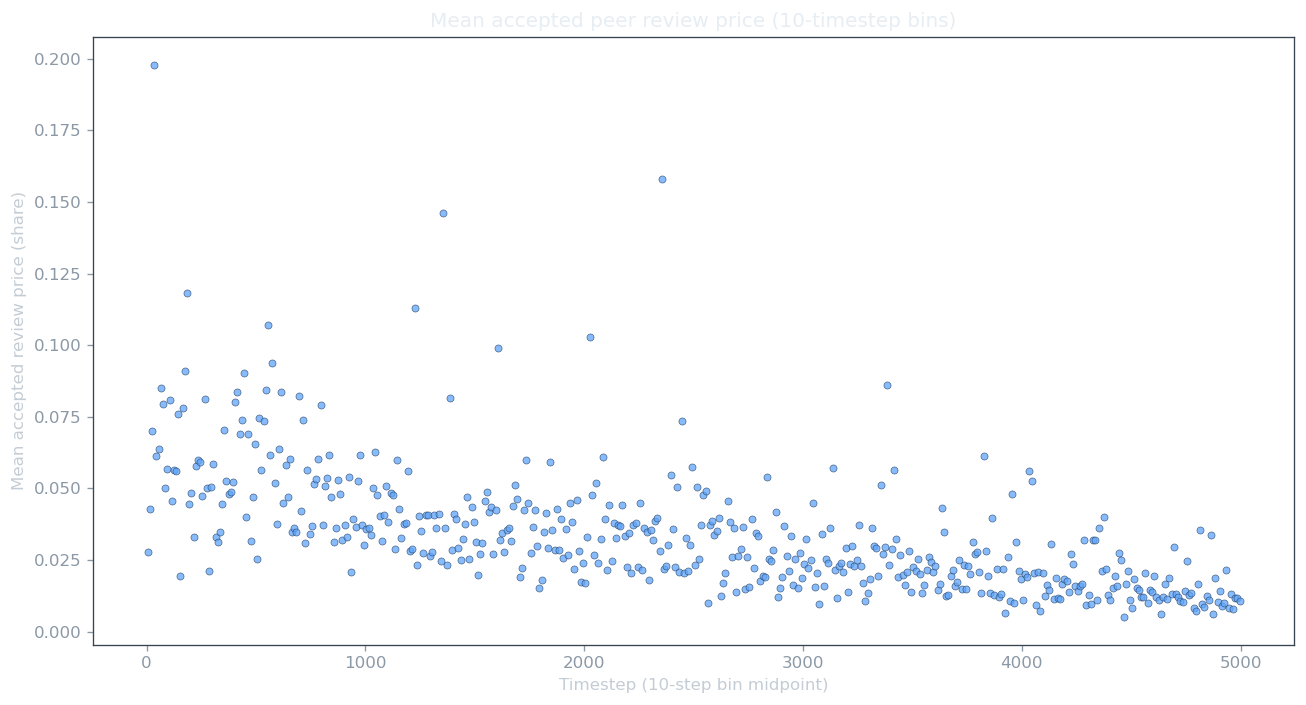 Mean accepted peer review price (10-timestep bins)
Mean accepted review price (share)
0.200
0.175
0.150
0.125
0.100
0.075
0.050
0.025
0.000
0 1000 2000 3000 4000 5000
Timestep (10-step bin midpoint)